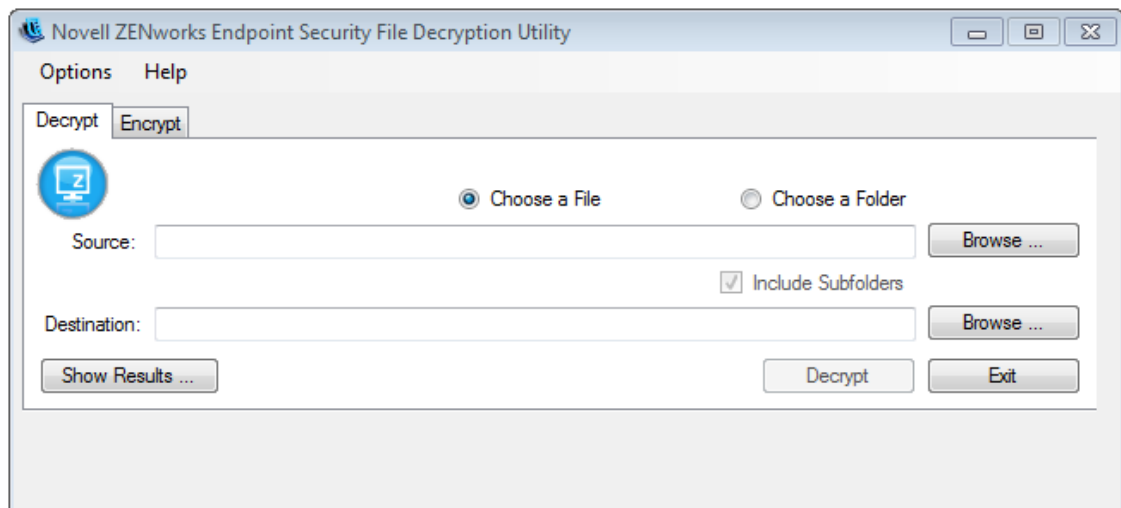 Novell ZENworks Endpoint Security File Decryption Utility
Options Help
Decrypt Encrypt
Z
Choose a File Choose a Folder
Source: Browse ...
Include Subfolders
Destination: Browse ...
Show Results ... Decrypt Exit